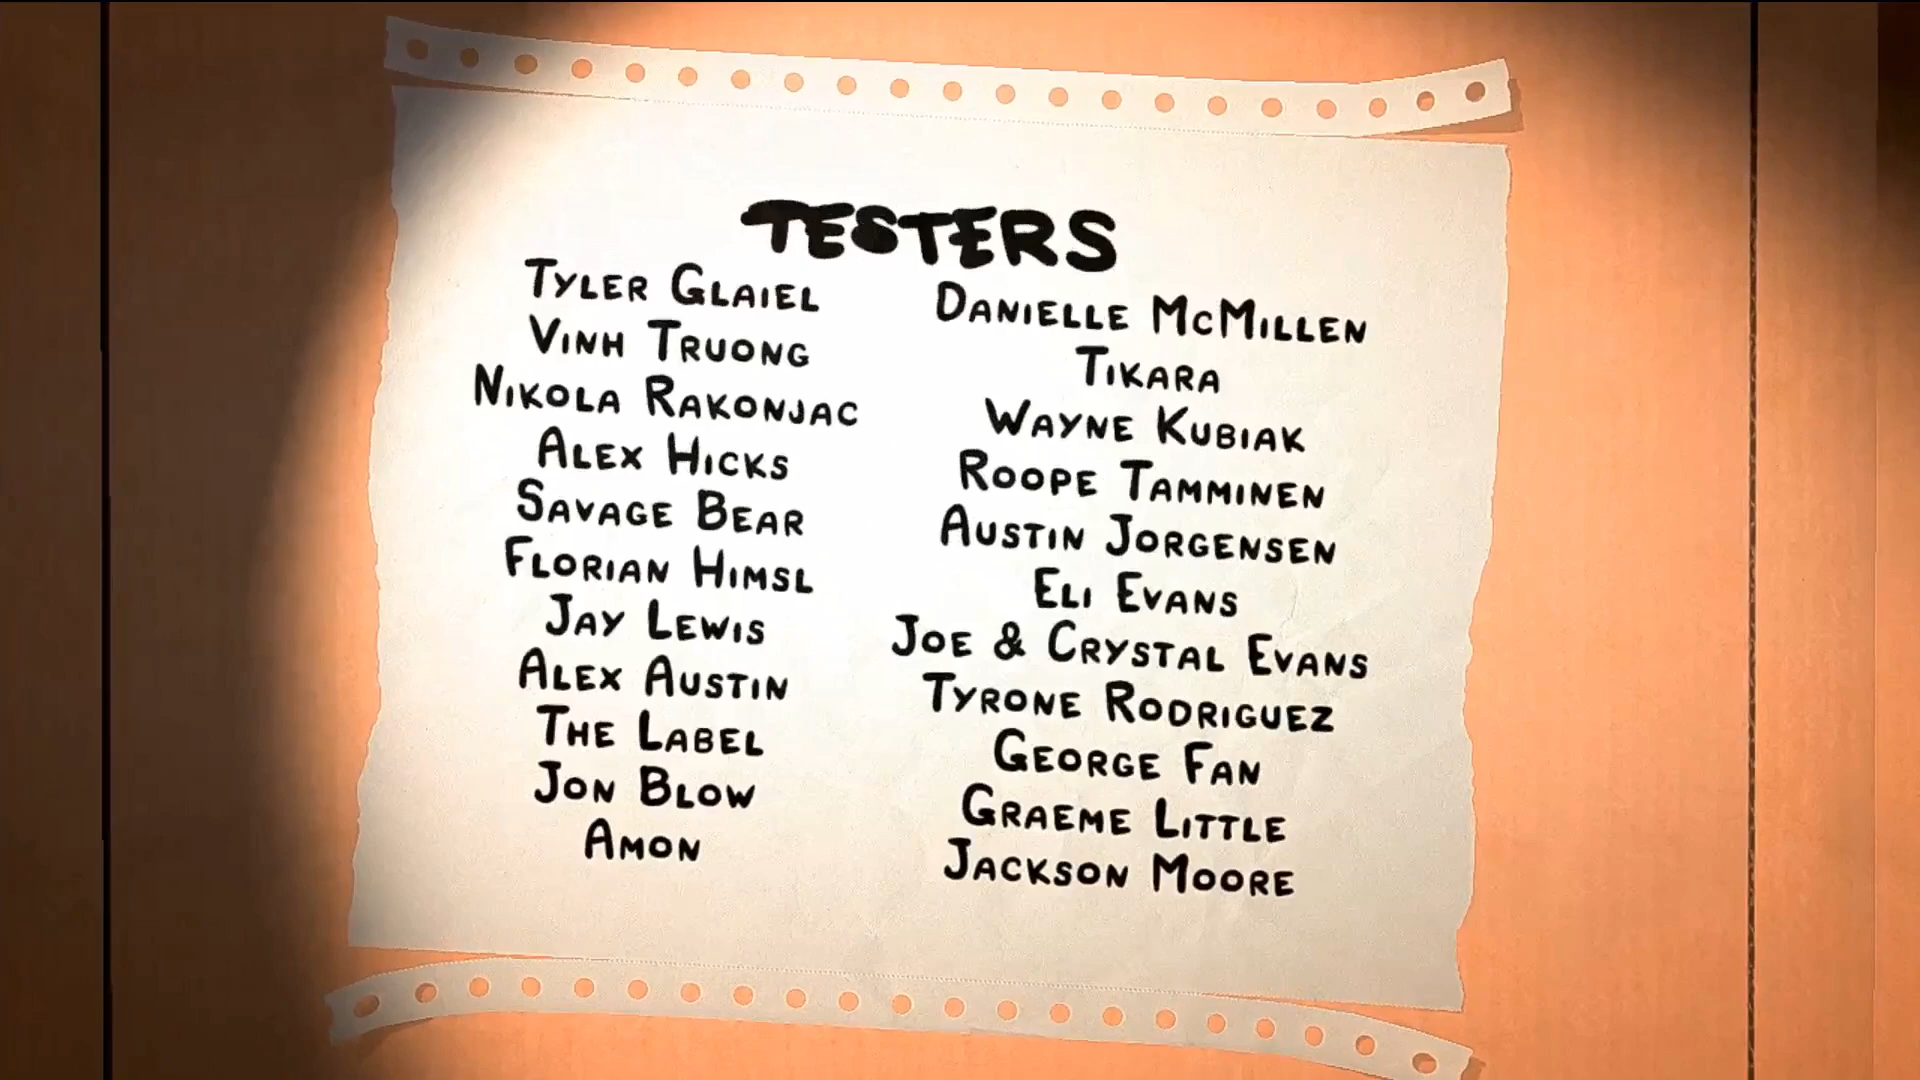 TESTERS
TYLER GLAIEL
VINH TRUONG
NIKOLA RAKONJAC
ALEX HICKS
SAVAGE BEAR
FLORIAN HIMSL
JAY LEWIS
ALEX AUSTIN
THE LABEL
JON BLOW
AMON
DANIELLE MCMILLEN
TIKARA
WAYNE KUBIAK
ROOPE TAMMINEN
AUSTIN JORGENSEN
ELI EVANS
JOE & CRYSTAL EVANS
TYRONE RODRIGUEZ
GEORGE FAN
GRAEME LITTLE
JACKSON MOORE